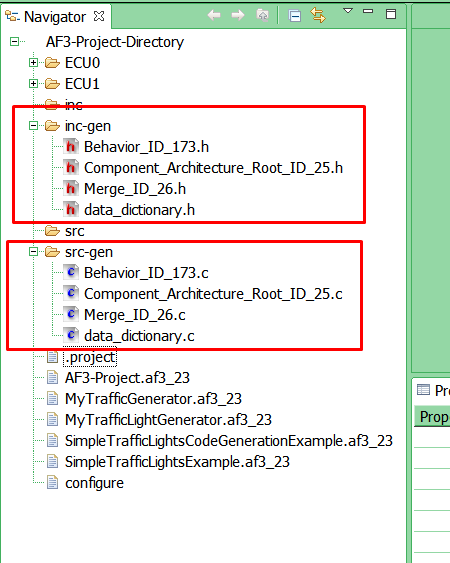 Navigator
AF3-Project-Directory
ECU0
ECU1
inc
inc-gen
Behavior_ID_173.h
Component_Architecture_Root_ID_25.h
Merge_ID_26.h
data_dictionary.h
src
src-gen
Behavior_ID_173.c
Component_Architecture_Root_ID_25.c
Merge_ID_26.c
data_dictionary.c
.project
AF3-Project.af3_23
MyTrafficGenerator.af3_23
MyTrafficLightGenerator.af3_23
SimpleTrafficLightsCodeGenerationExample.af3_23
SimpleTrafficLightsExample.af3_23
configure
Pro
Prop